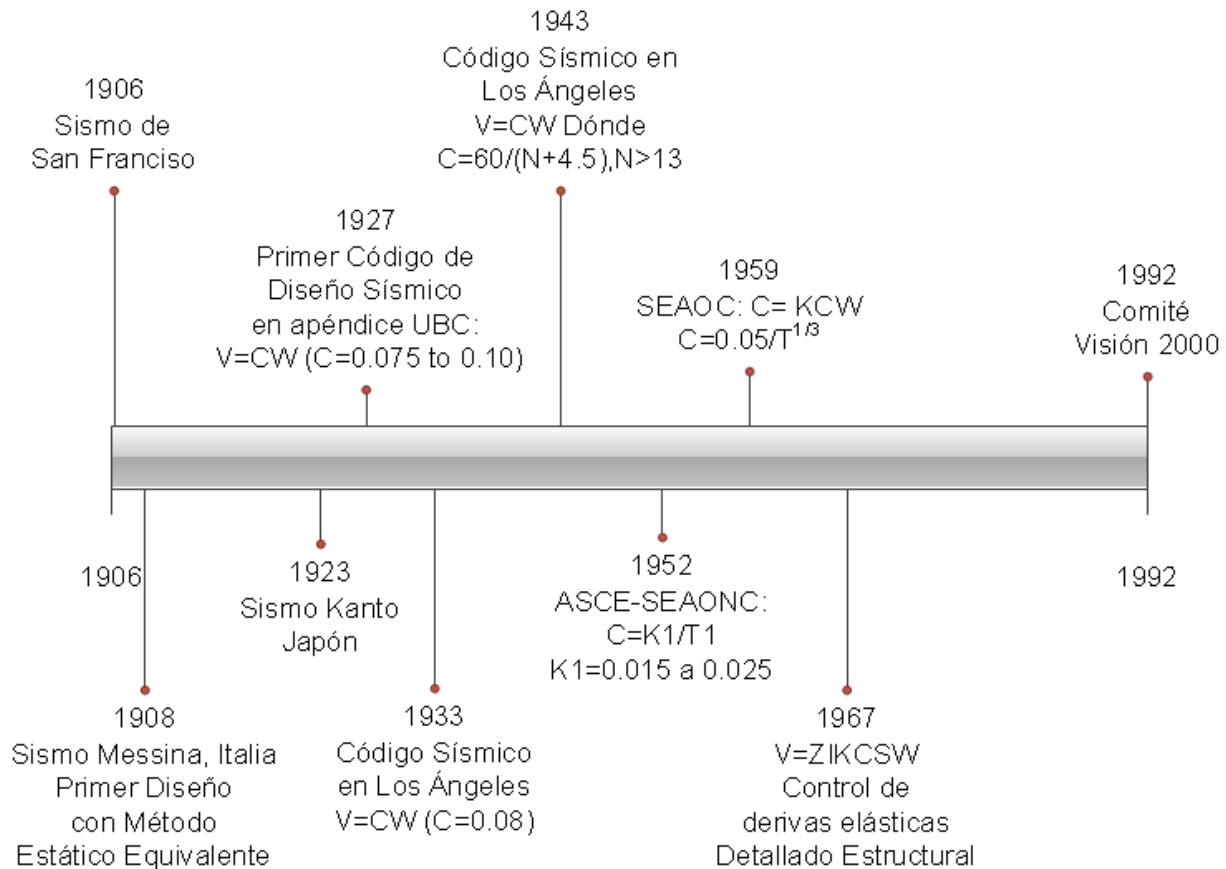 1943
Código Sísmico en
Los Ángeles
V=CW Dónde
C=60/(N+4.5),N>13
1906
Sismo de
San Franciso
1927
Primer Código de
Diseño Sísmico
en apéndice UBC:
V=CW (C=0.075 to 0.10)
1959
SEAOC: C= KCW
C=0.05/T^1/3
1992
Comité
Visión 2000
1906
1923
Sismo Kanto
Japón
1952
ASCE-SEAONC:
C=K1/T1
K1=0.015 a 0.025
1992
1908
Sismo Messina, Italia
Primer Diseño
con Método
Estático Equivalente
1933
Código Sísmico
en Los Ángeles
V=CW (C=0.08)
1967
V=ZIKCSW
Control de
derivas elásticas
Detallado Estructural